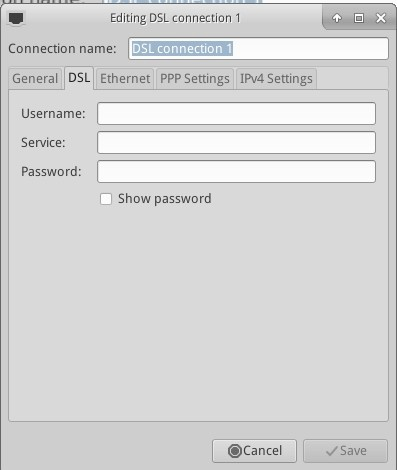 Editing DSL connection 1
Connection name: DSL connection 1
General DSL Ethernet PPP Settings IPv4 Settings
Username:
Service:
Password:
Show password
Cancel Save